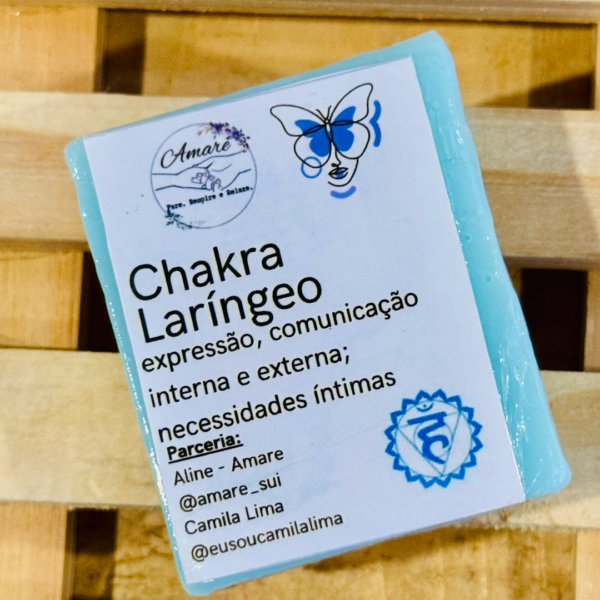 Amare
Pare, Respire e Relaxe.
Chakra
Laríngeo
expressão, comunicação
interna e externa;
necessidades íntimas
Parceria:
Aline - Amare
@amare_sui
Camila Lima
@eusoucamilalima